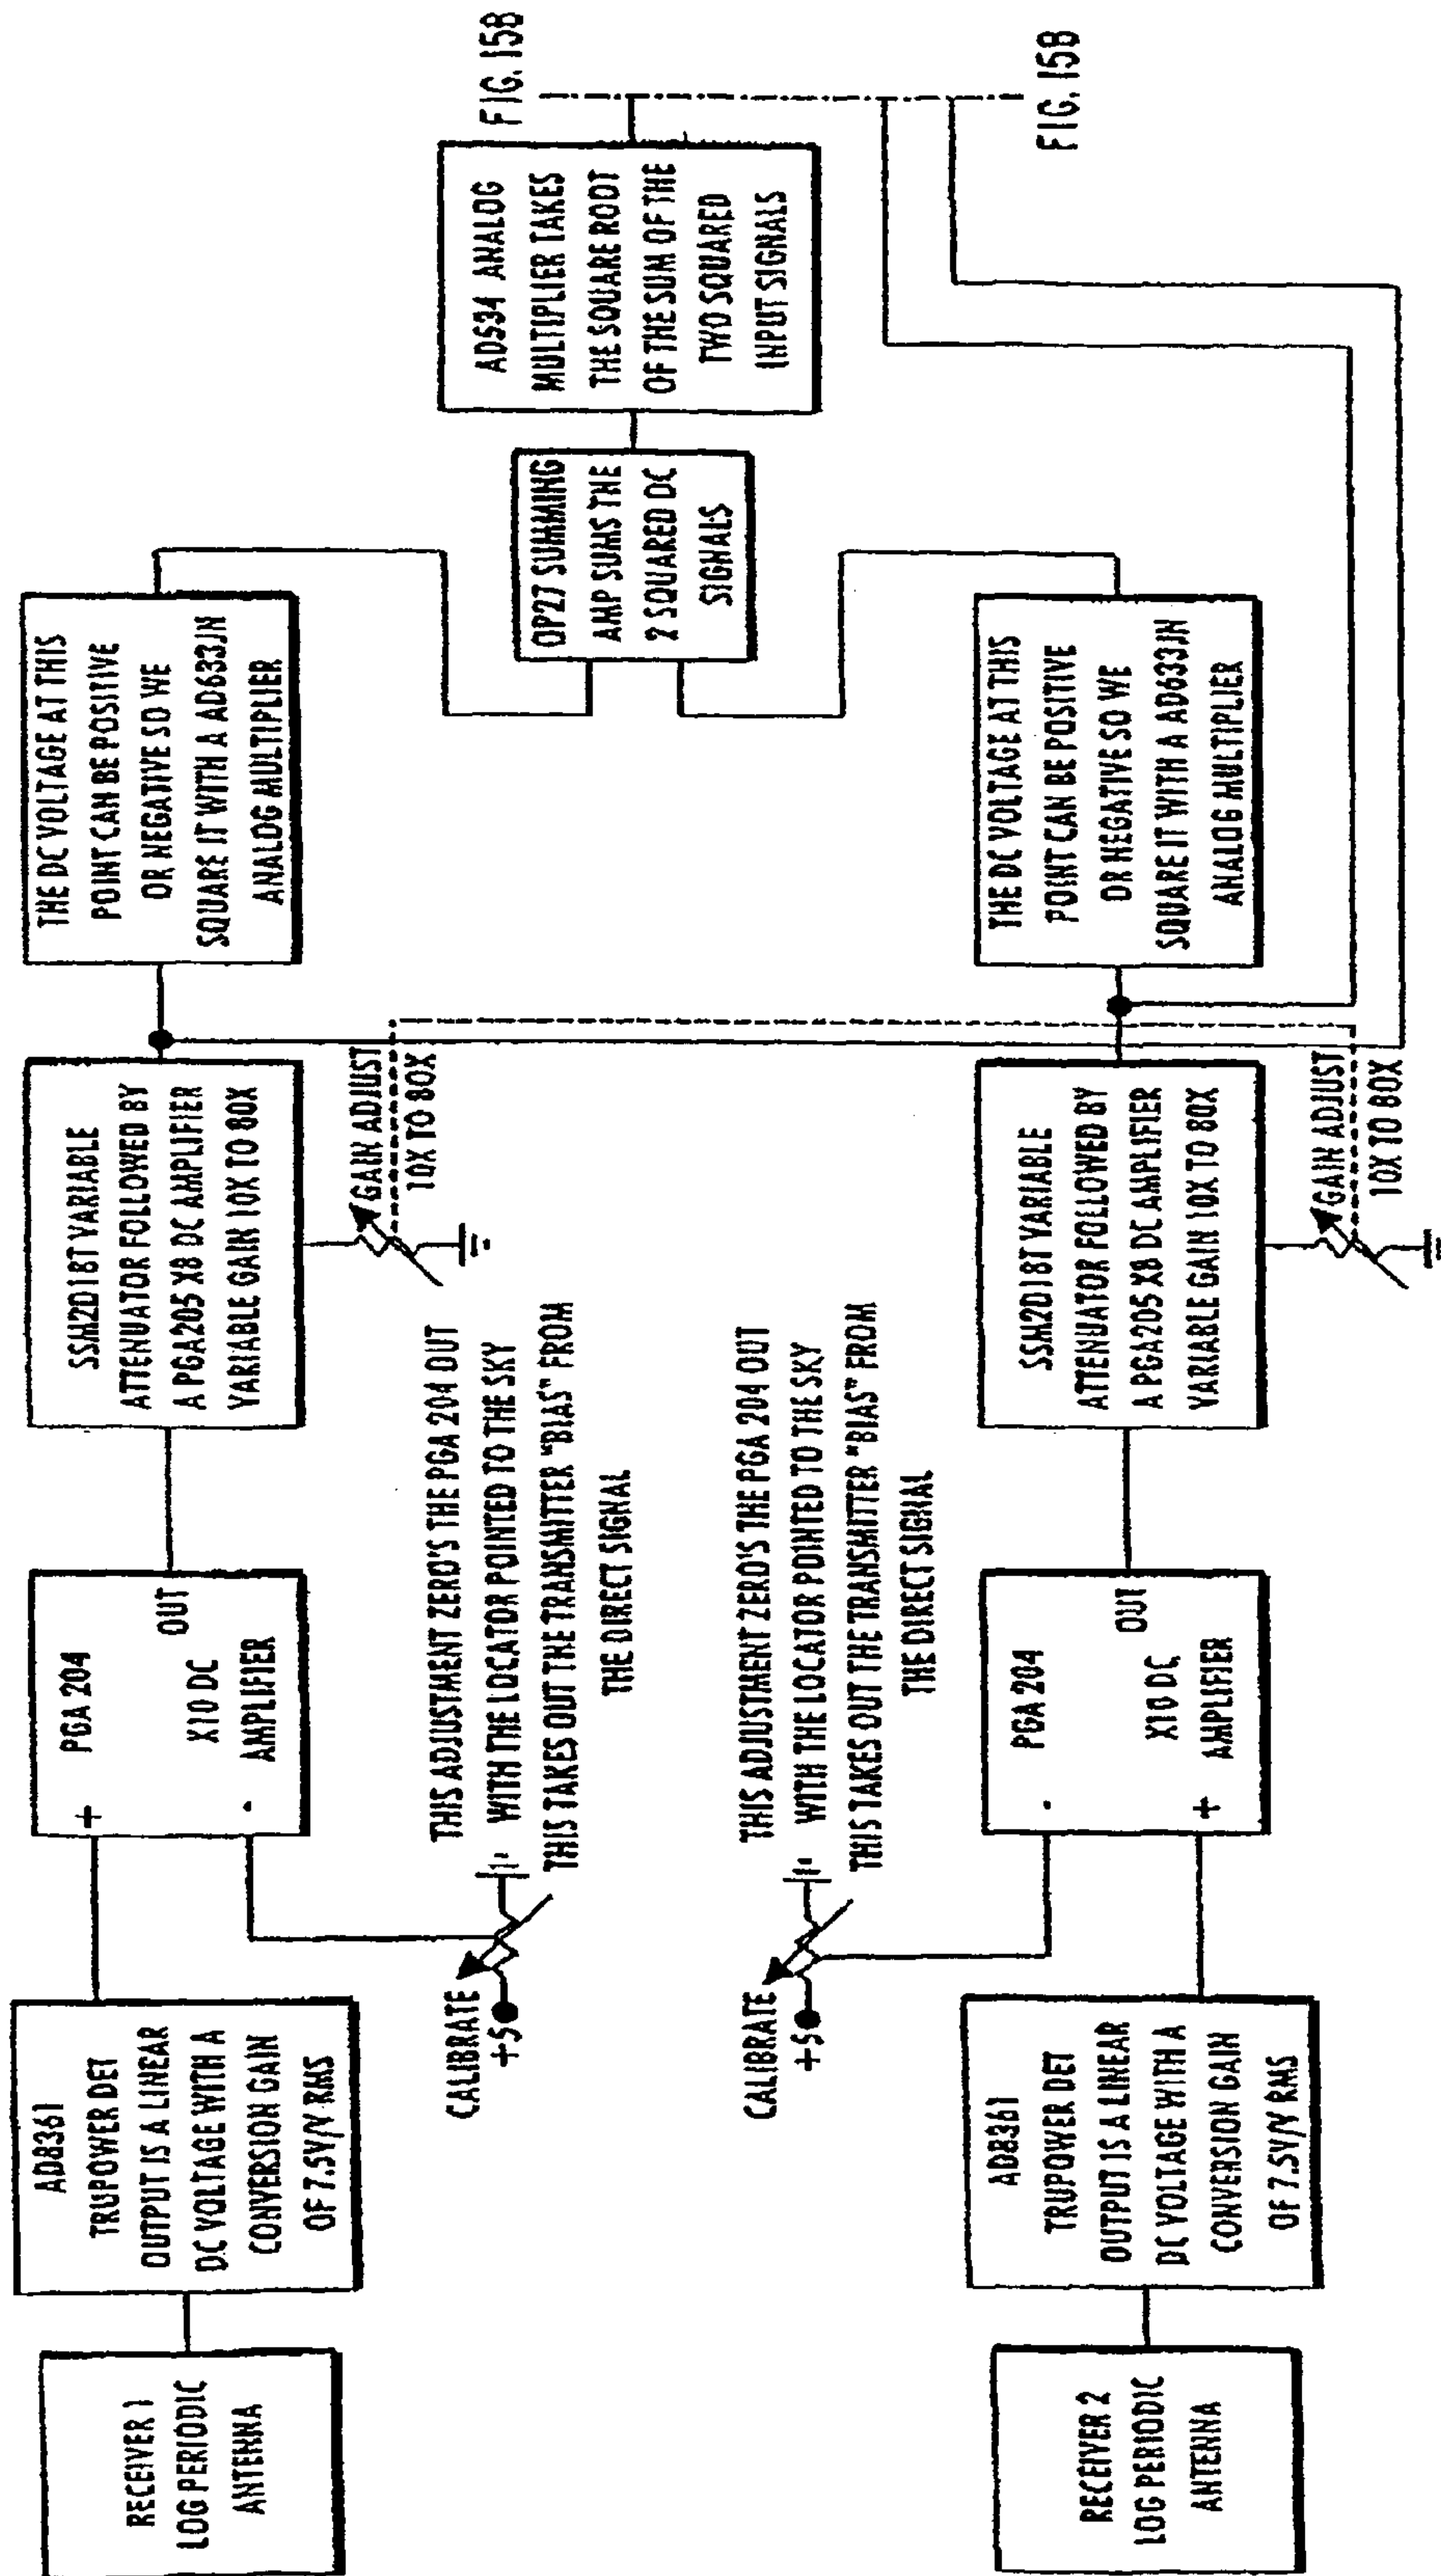 RECEIVER 1
LOG PERIODIC
ANTENNA
AD8361
TRUPOWER DET
OUTPUT IS A LINEAR
DC VOLTAGE WITH A
CONVERSION GAIN
OF 7.5V/V RMS
+
PGA 204
OUT
X10 DC
AMPLIFIER
-
CALIBRATE
+5
THIS ADJUSTMENT ZERO'S THE PGA 204 OUT
WITH THE LOCATOR POINTED TO THE SKY
THIS TAKES OUT THE TRANSMITTER "BIAS" FROM
THE DIRECT SIGNAL
SSM2D18T VARIABLE
ATTENUATOR FOLLOWED BY
A PGA205 X8 DC AMPLIFIER
VARIABLE GAIN 10X TO 80X
GAIN ADJUST
10X TO 80X
THE DC VOLTAGE AT THIS
POINT CAN BE POSITIVE
OR NEGATIVE SO WE
SQUARE IT WITH A AD633JN
ANALOG MULTIPLIER
OP27 SUMMING
AMP SUMS THE
2 SQUARED DC
SIGNALS
AD534 ANALOG
MULTIPLIER TAKES
THE SQUARE ROOT
OF THE SUM OF THE
TWO SQUARED
INPUT SIGNALS
FIG. 15B
FIG. 15B
RECEIVER 2
LOG PERIODIC
ANTENNA
AD8361
TRUPOWER DET
OUTPUT IS A LINEAR
DC VOLTAGE WITH A
CONVERSION GAIN
OF 7.5V/V RMS
CALIBRATE
+5
THIS ADJUSTMENT ZERO'S THE PGA 204 OUT
WITH THE LOCATOR POINTED TO THE SKY
THIS TAKES OUT THE TRANSMITTER "BIAS" FROM
THE DIRECT SIGNAL
-
PGA 204
OUT
X10 DC
AMPLIFIER
+
SSM2D18T VARIABLE
ATTENUATOR FOLLOWED BY
A PGA205 X8 DC AMPLIFIER
VARIABLE GAIN 10X TO 80X
GAIN ADJUST
10X TO 80X
THE DC VOLTAGE AT THIS
POINT CAN BE POSITIVE
OR NEGATIVE SO WE
SQUARE IT WITH A AD633JN
ANALOG MULTIPLIER